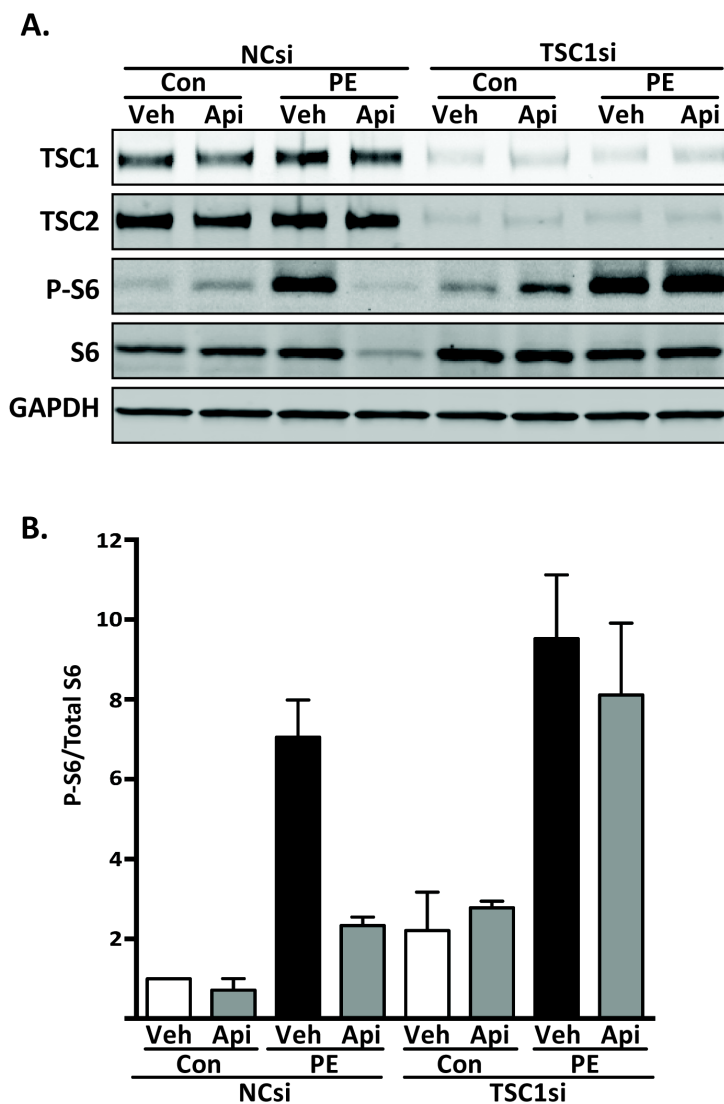 A.
NCsi TSC1si
Con PE Con PE
Veh Api Veh Api Veh Api Veh Api
TSC1
TSC2
P-S6
S6
GAPDH
B.
P-S6/Total S6
12
10
8
6
4
2
Veh Api Veh Api Veh Api Veh Api
Con PE Con PE
NCsi TSC1si